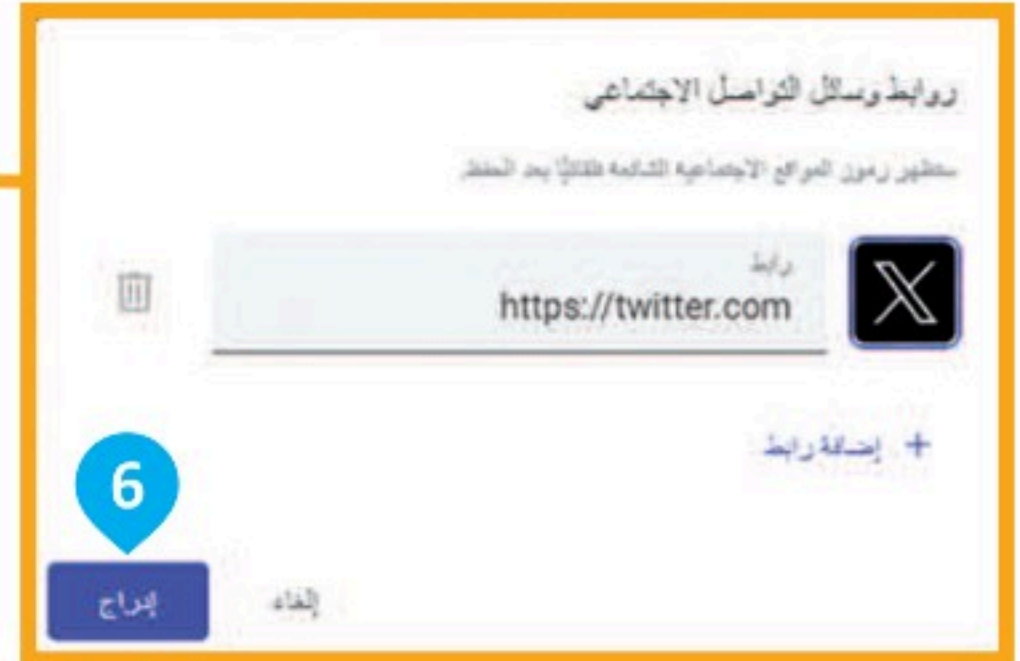 روابط وسائل التواصل الاجتماعي
ستظهر رموز المواقع الاجتماعية الشائعة تلقائيًا بعد الحفظ.
رابط
https://twitter.com
+ إضافة رابط
6
إلغاء
إدراج